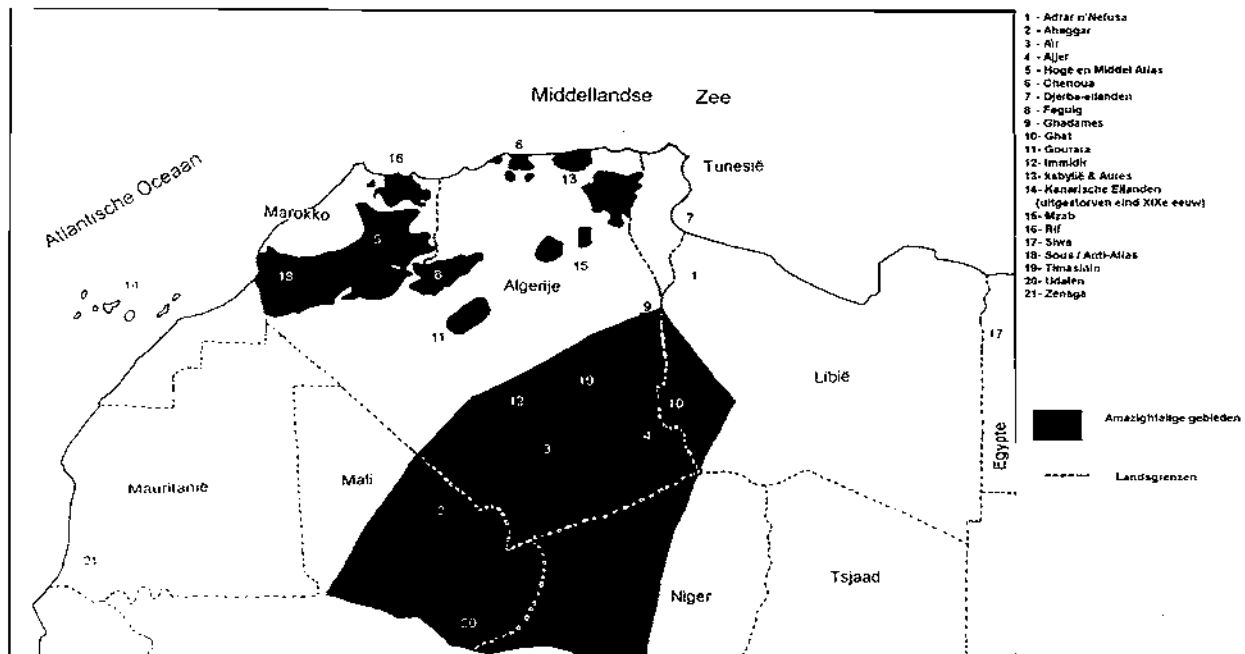 1 - Adrar n'Nefusa
2 - Ahaggar
3 - Aïr
4 - Ajjer
5 - Hoge en Middel Atlas
6 - Chenoua
7 - Djerba-eilanden
8 - Feguig
9 - Ghadames
10- Ghat
11- Gourara
12- Immidir
13- Kabylië & Aures
14- Kanarische Eilanden
(uitgestorven eind XIXe eeuw)
15- Mzab
16- Rif
17- Siwa
18- Sous / Anti-Atlas
19- Timasinin
20- Udalen
21- Zenaga
Middellandse Zee
Atlantische Oceaan
6
16
13
Tunesië
Marokko
7
5
15
18
8
Algerije
1
14
9
11
17
19
Libië
12
10
Amazightalige gebieden
4
3
Egypte
Mauritanië
Mali
Landsgrenzen
2
21
Tsjaad
Niger
20